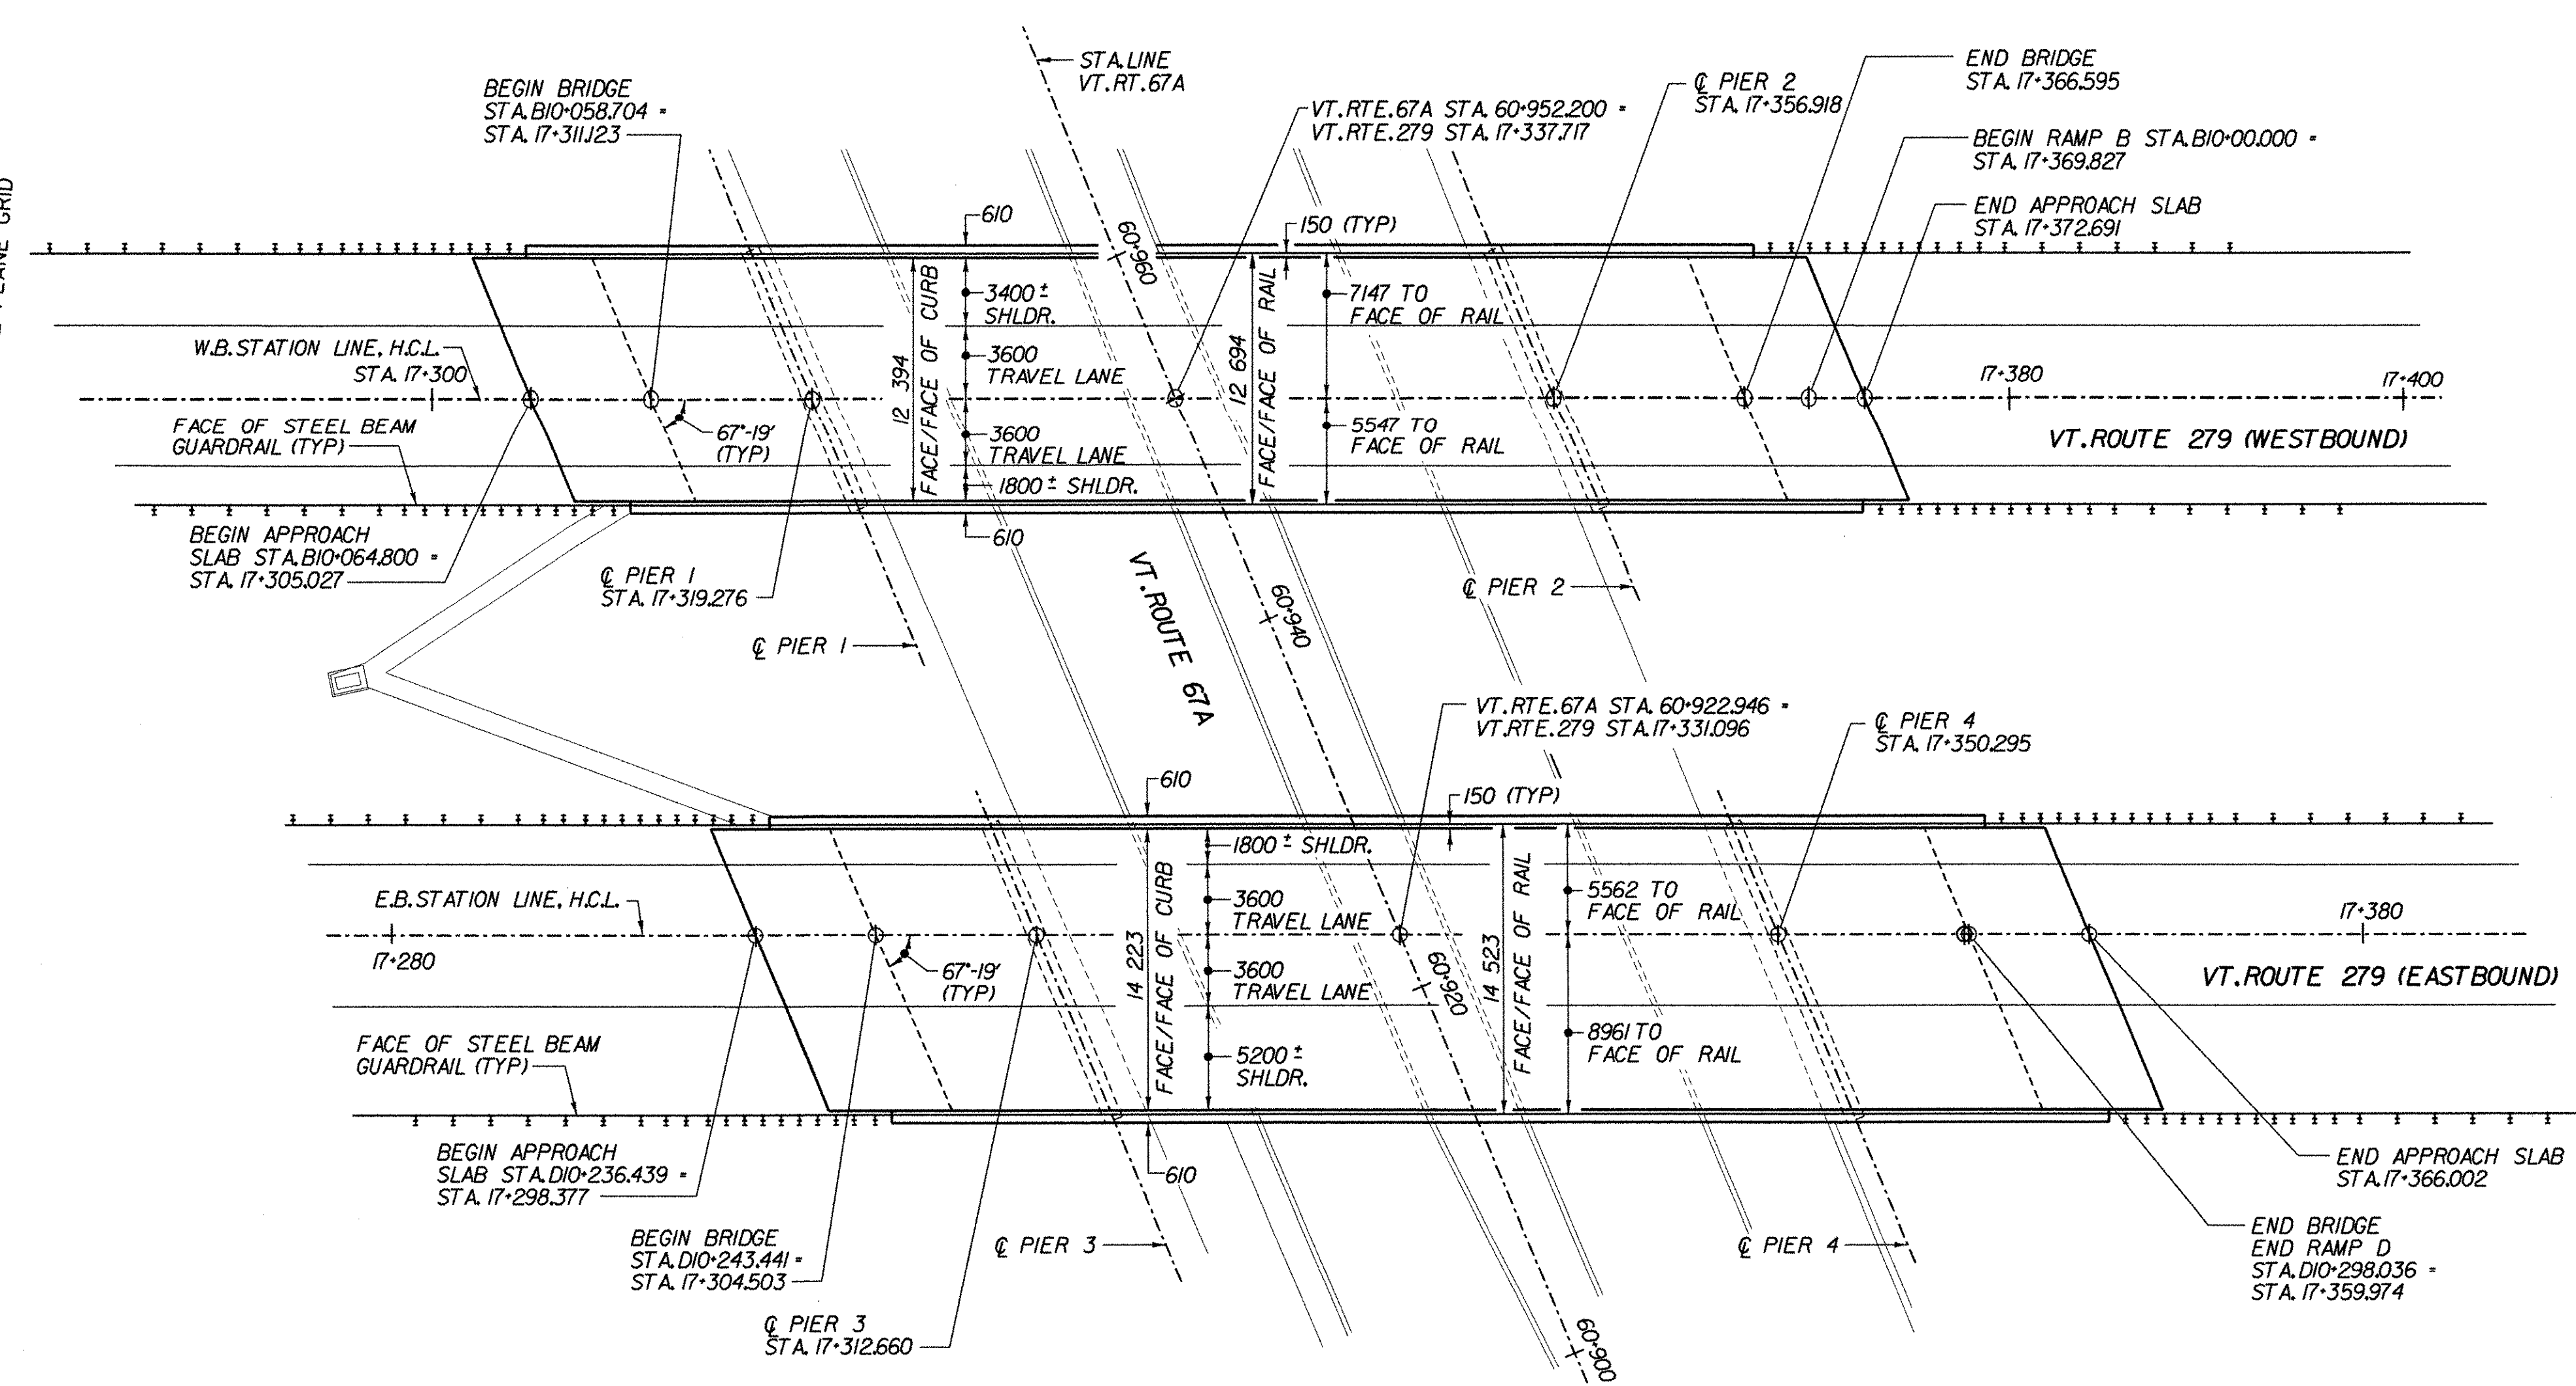 BEGIN BRIDGE
STA. B10+058.704 =
STA. 17+311.123
STA. LINE
VT. RT. 67A
VT. RTE. 67A STA. 60+952.200 =
VT. RTE. 279 STA. 17+337.717
℄ PIER 2
STA. 17+356.918
END BRIDGE
STA. 17+366.595
BEGIN RAMP B STA. B10+00.000 =
STA. 17+369.827
END APPROACH SLAB
STA. 17+372.691
610
60+960
150 (TYP)
W.B. STATION LINE, H.C.L.
STA. 17+300
FACE OF STEEL BEAM
GUARDRAIL (TYP)
67°-19'
(TYP)
12 394
FACE/FACE OF CURB
3400 ±
SHLDR.
3600
TRAVEL LANE
3600
TRAVEL LANE
1800 ± SHLDR.
12 694
FACE/FACE OF RAIL
7147 TO
FACE OF RAIL
5547 TO
FACE OF RAIL
17+380
17+400
VT. ROUTE 279 (WESTBOUND)
BEGIN APPROACH
SLAB STA. B10+064.800 =
STA. 17+305.027
℄ PIER 1
STA. 17+319.276
610
℄ PIER 1
VT. ROUTE 67A
60+940
℄ PIER 2
VT. RTE. 67A STA. 60+922.946 =
VT. RTE. 279 STA. 17+331.096
℄ PIER 4
STA. 17+350.295
610
150 (TYP)
E.B. STATION LINE, H.C.L.
17+280
67°-19'
(TYP)
14 223
FACE/FACE OF CURB
1800 ± SHLDR.
3600
TRAVEL LANE
3600
TRAVEL LANE
5200 ±
SHLDR.
60+920
14 523
FACE/FACE OF RAIL
5562 TO
FACE OF RAIL
8961 TO
FACE OF RAIL
17+380
VT. ROUTE 279 (EASTBOUND)
FACE OF STEEL BEAM
GUARDRAIL (TYP)
BEGIN APPROACH
SLAB STA. D10+236.439 =
STA. 17+298.377
610
BEGIN BRIDGE
STA. D10+243.441 =
STA. 17+304.503
℄ PIER 3
℄ PIER 3
STA. 17+312.660
60+900
℄ PIER 4
END APPROACH SLAB
STA. 17+366.002
END BRIDGE
END RAMP D
STA. D10+298.036 =
STA. 17+359.974
PLANE GRID